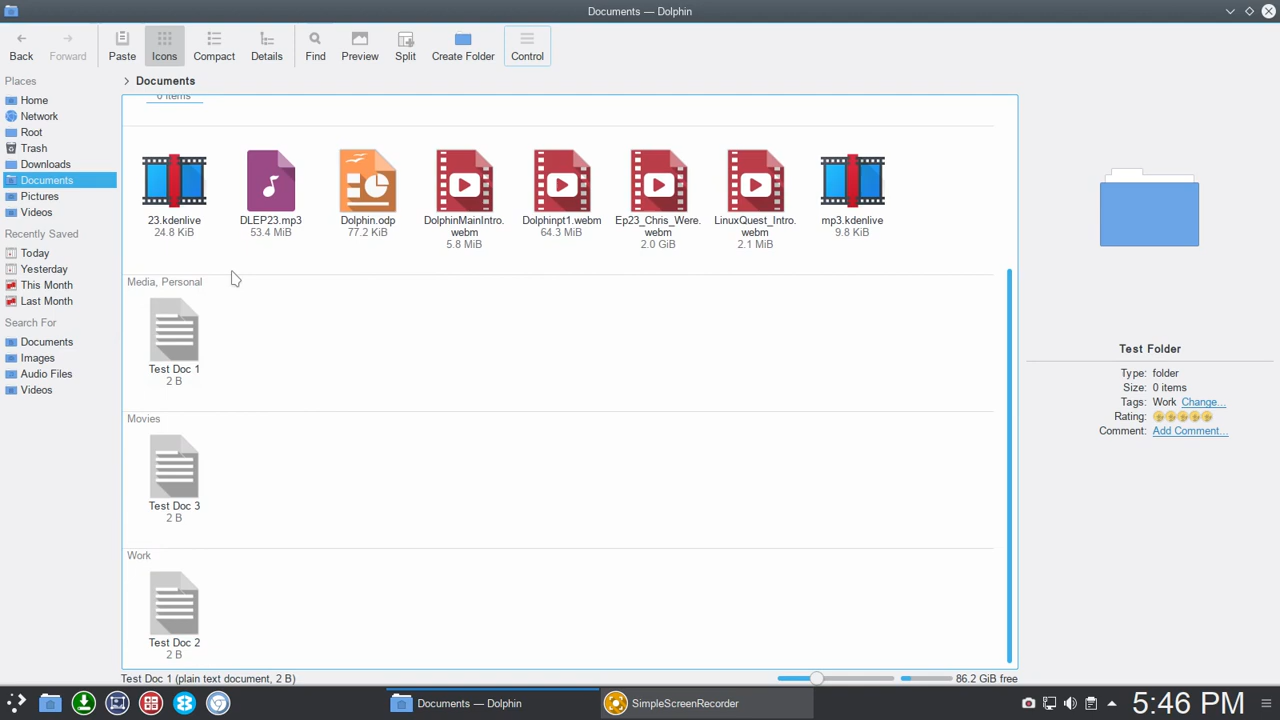 Documents — Dolphin
Back Forward Paste Icons Compact Details Find Preview Split Create Folder Control
Places
Home
Network
Root
Trash
Downloads
Documents
Pictures
Videos
Recently Saved
Today
Yesterday
This Month
Last Month
Search For
Documents
Images
Audio Files
Videos
> Documents
0 items
23.kdenlive
24.8 KiB
DLEP23.mp3
53.4 MiB
Dolphin.odp
77.2 KiB
DolphinMainIntro.
webm
5.8 MiB
Dolphinpt1.webm
64.3 MiB
Ep23_Chris_Were.
webm
2.0 GiB
LinuxQuest_Intro.
webm
2.1 MiB
mp3.kdenlive
9.8 KiB
Media, Personal
Test Doc 1
2 B
Movies
Test Doc 3
2 B
Work
Test Doc 2
2 B
Test Folder
Type: folder
Size: 0 items
Tags: Work Change...
Rating:
Comment: Add Comment...
Test Doc 1 (plain text document, 2 B)
86.2 GiB free
Documents — Dolphin
SimpleScreenRecorder
5:46 PM